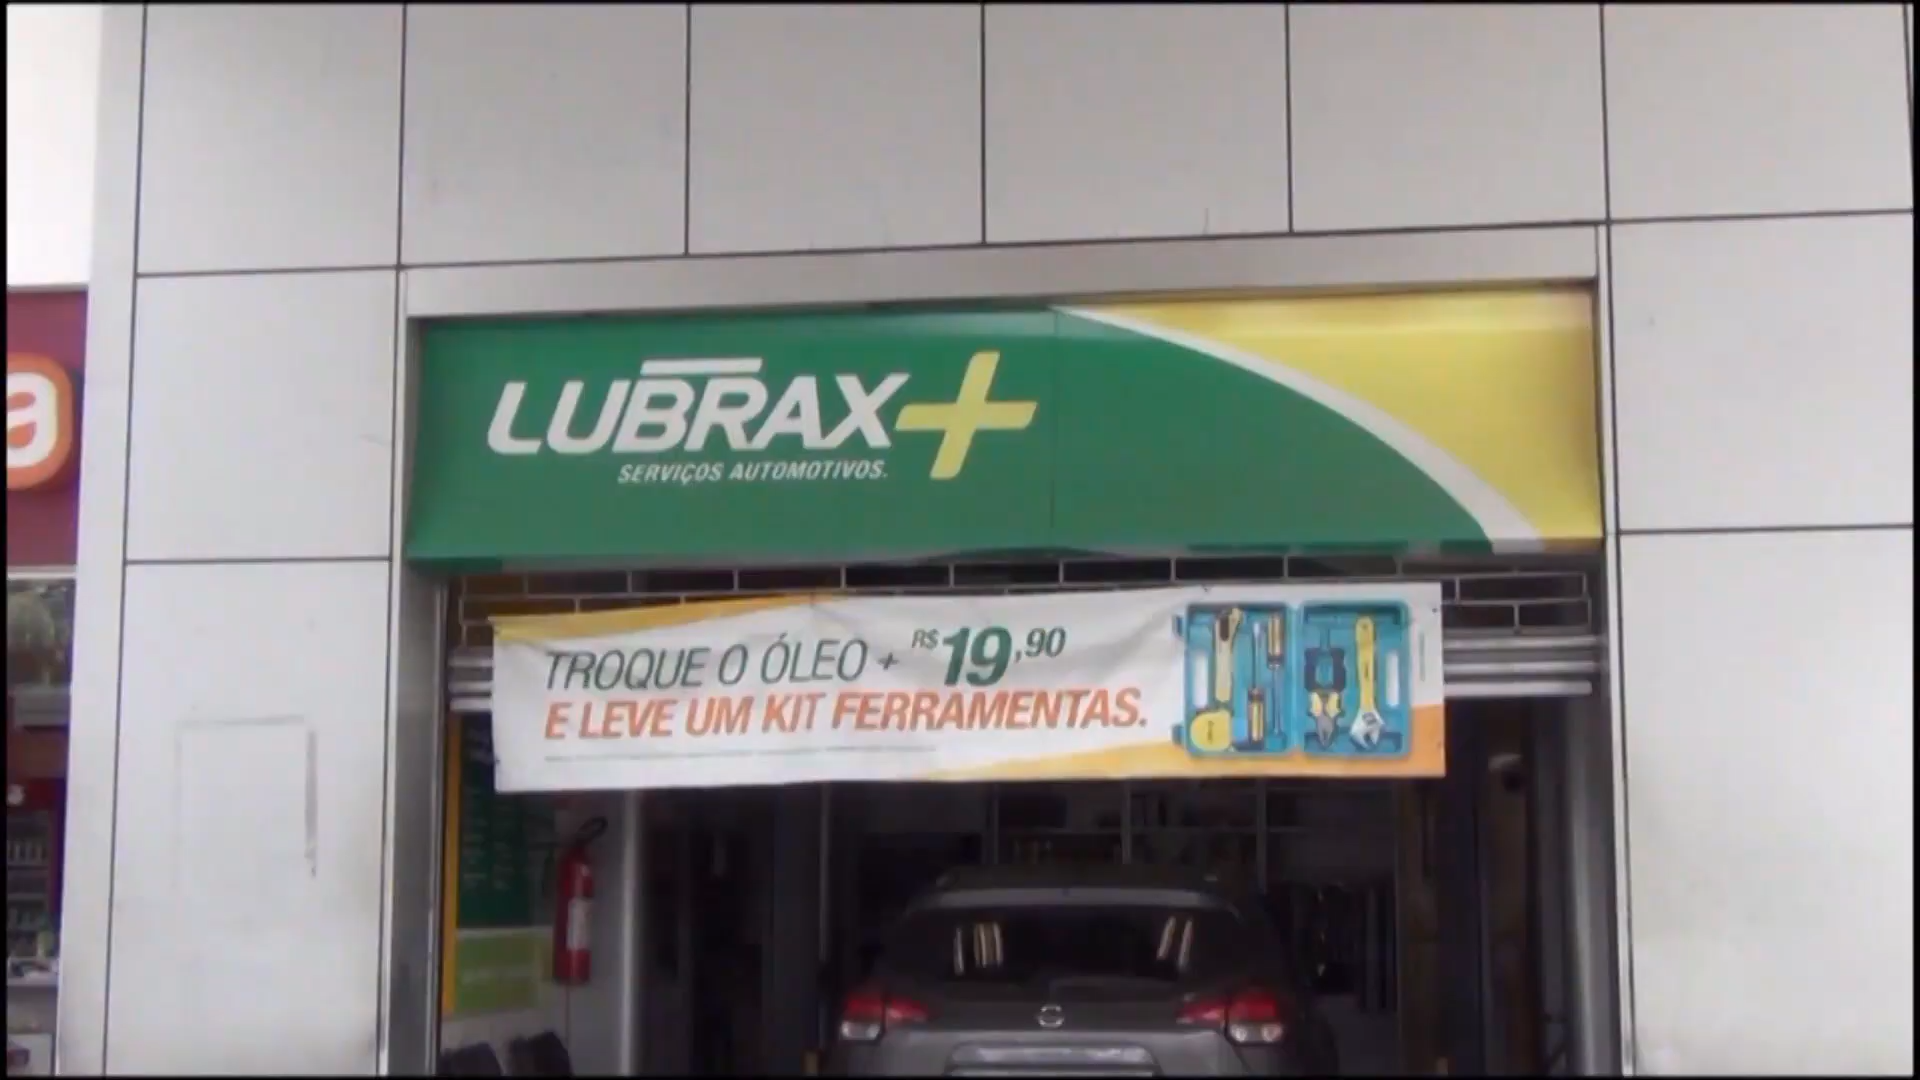 LUBRAX+
SERVIÇOS AUTOMOTIVOS.
TROQUE O ÓLEO + R$19,90
E LEVE UM KIT FERRAMENTAS.
a